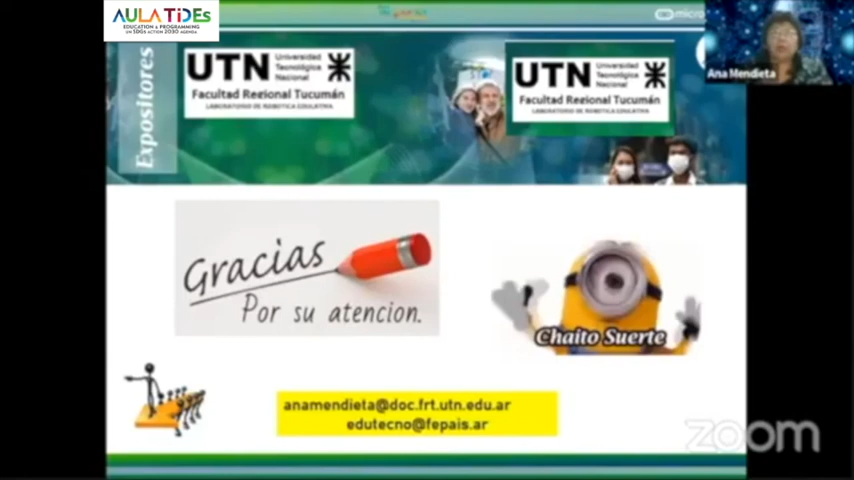 AULA TiDEs
EDUCATION & PROGRAMMING
ON SDGs ACTION 2030 AGENDA
micro
Ana Mendieta
Expositores
UTN
Universidad
Tecnológica
Nacional
Facultad Regional Tucumán
LABORATORIO DE ROBOTICA EDUCATIVA
UTN
Universidad
Tecnológica
Nacional
Facultad Regional Tucumán
LABORATORIO DE ROBOTICA EDUCATIVA
Gracias
Por su atencion.
Chaito Suerte
anamendieta@doc.frt.utn.edu.ar
edutecno@fepais.ar
zoom